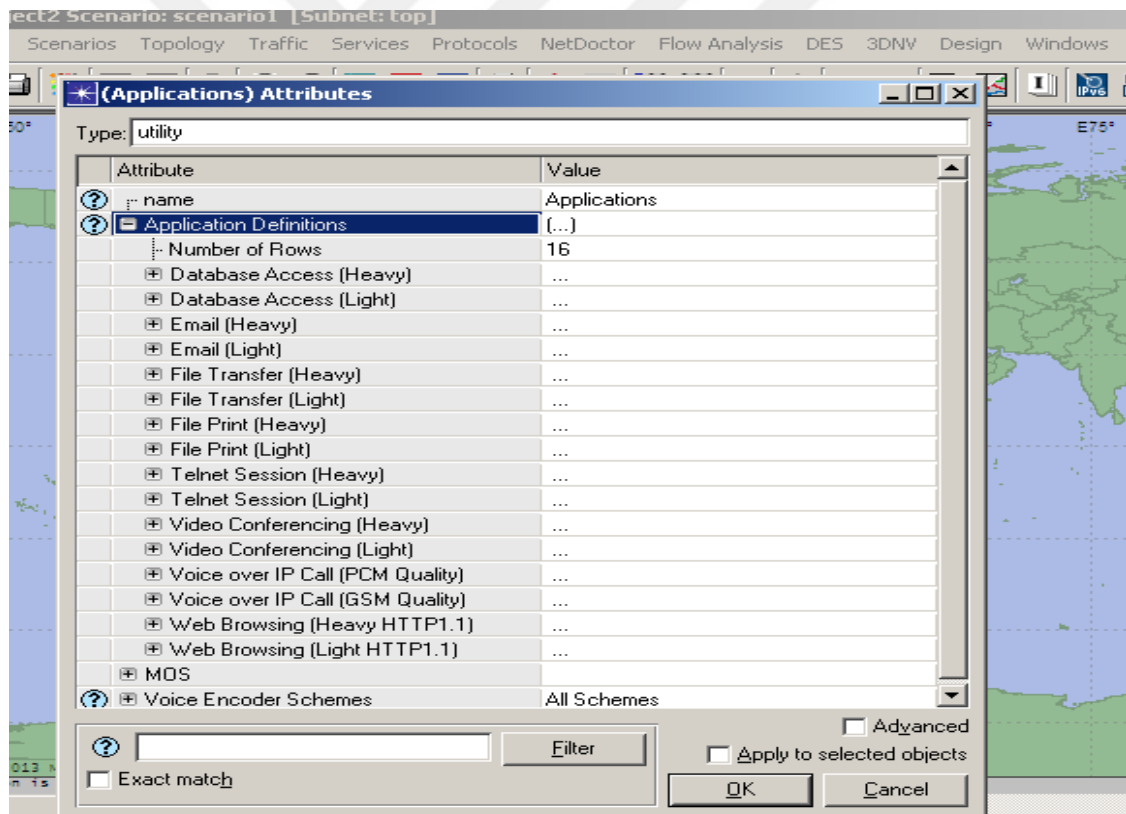 ject2 Scenario: scenario1 [Subnet: top]
Scenarios Topology Traffic Services Protocols NetDoctor Flow Analysis DES 3DNV Design Windows
(Applications) Attributes
IPv6
E75°
Type: utility
Attribute Value
name Applications
Application Definitions (...)
Number of Rows 16
Database Access (Heavy) ...
Database Access (Light) ...
Email (Heavy) ...
Email (Light) ...
File Transfer (Heavy) ...
File Transfer (Light) ...
File Print (Heavy) ...
File Print (Light) ...
Telnet Session (Heavy) ...
Telnet Session (Light) ...
Video Conferencing (Heavy) ...
Video Conferencing (Light) ...
Voice over IP Call (PCM Quality) ...
Voice over IP Call (GSM Quality) ...
Web Browsing (Heavy HTTP1.1) ...
Web Browsing (Light HTTP1.1) ...
MOS
Voice Encoder Schemes All Schemes
Advanced
Filter
Apply to selected objects
Exact match
OK Cancel